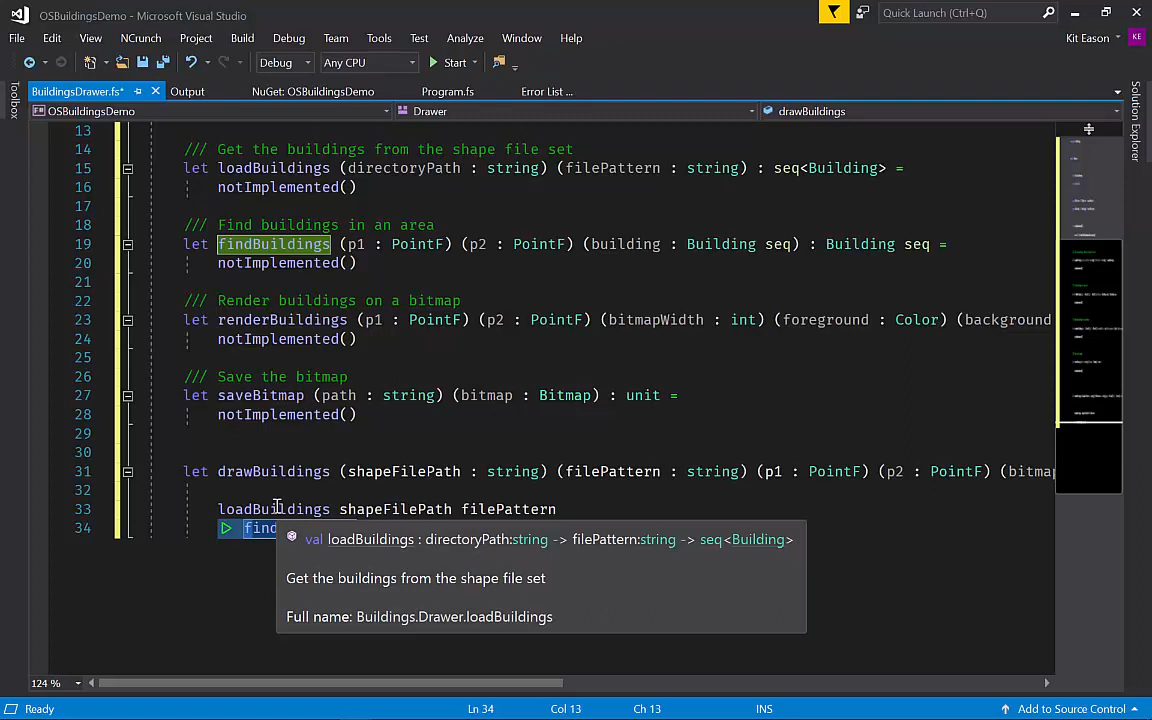 OSBuildingsDemo - Microsoft Visual Studio
Quick Launch (Ctrl+Q)
File Edit View NCrunch Project Build Debug Team Tools Test Analyze Window Help
Kit Eason KE
Debug Any CPU Start
BuildingsDrawer.fs* Output NuGet: OSBuildingsDemo Program.fs Error List ...
OSBuildingsDemo Drawer drawBuildings
Toolbox
Solution Explorer
13
14 /// Get the buildings from the shape file set
15 let loadBuildings (directoryPath : string) (filePattern : string) : seq<Building> =
16 notImplemented()
17
18 /// Find buildings in an area
19 let findBuildings (p1 : PointF) (p2 : PointF) (building : Building seq) : Building seq =
20 notImplemented()
21
22 /// Render buildings on a bitmap
23 let renderBuildings (p1 : PointF) (p2 : PointF) (bitmapWidth : int) (foreground : Color) (background
24 notImplemented()
25
26 /// Save the bitmap
27 let saveBitmap (path : string) (bitmap : Bitmap) : unit =
28 notImplemented()
29
30
31 let drawBuildings (shapeFilePath : string) (filePattern : string) (p1 : PointF) (p2 : PointF) (bitmap
32
33 loadBuildings shapeFilePath filePattern
34 |> find
val loadBuildings : directoryPath:string -> filePattern:string -> seq<Building>
Get the buildings from the shape file set
Full name: Buildings.Drawer.loadBuildings
124 %
Ready Ln 34 Col 13 Ch 13 INS Add to Source Control